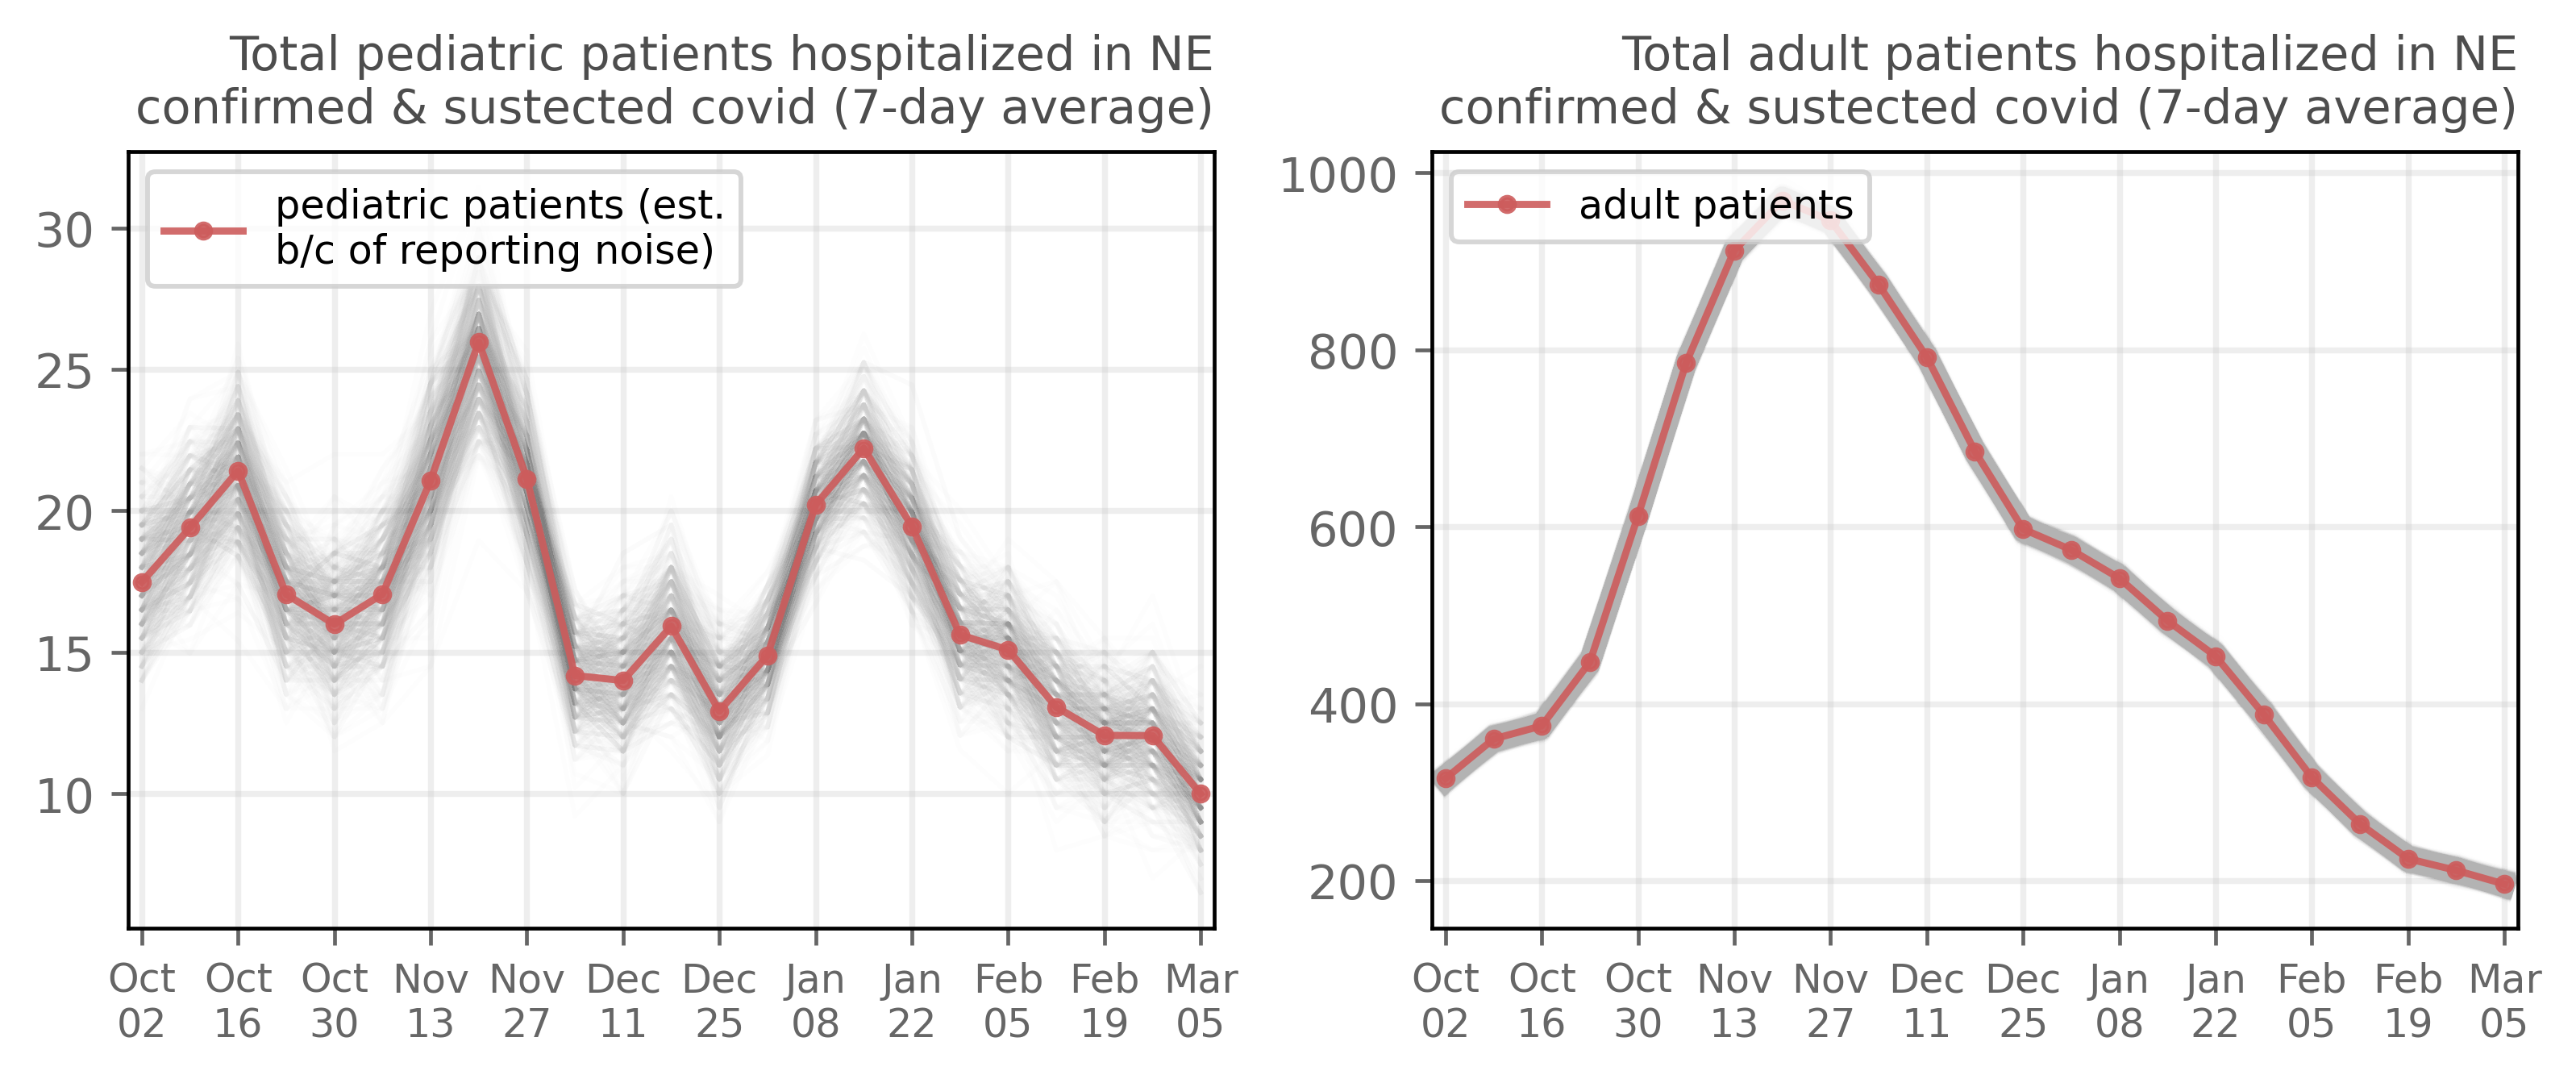 Total pediatric patients hospitalized in NE
confirmed & sustected covid (7-day average)
pediatric patients (est.
b/c of reporting noise)
30
25
20
15
10
Oct Oct Oct Nov Nov Dec Dec Jan Jan Feb Feb Mar
02 16 30 13 27 11 25 08 22 05 19 05
Total adult patients hospitalized in NE
confirmed & sustected covid (7-day average)
adult patients
1000
800
600
400
200
Oct Oct Oct Nov Nov Dec Dec Jan Jan Feb Feb Mar
02 16 30 13 27 11 25 08 22 05 19 05